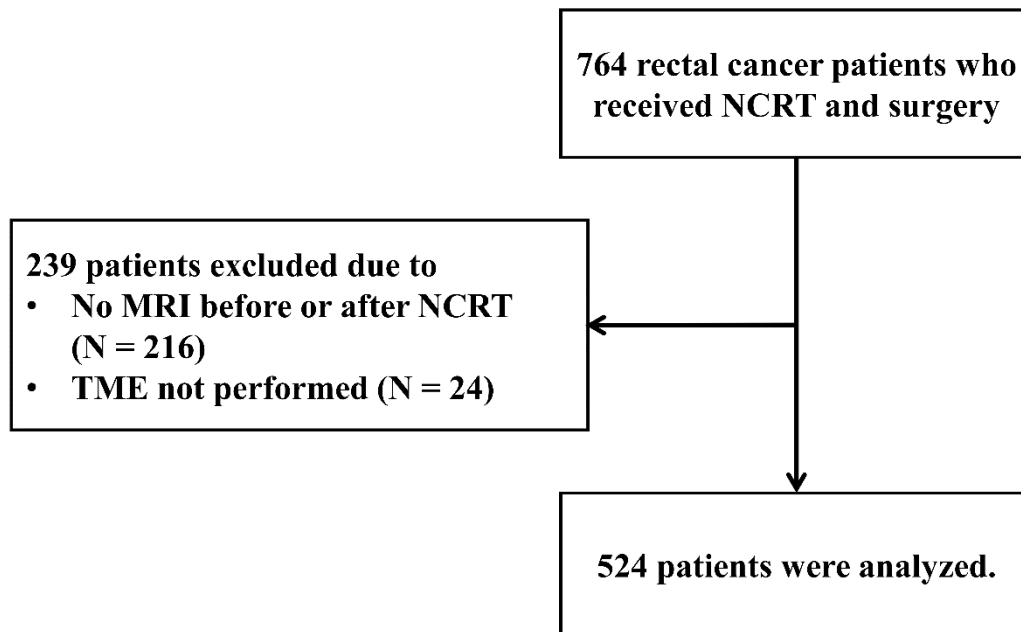 764 rectal cancer patients who
received NCRT and surgery
239 patients excluded due to
• No MRI before or after NCRT
(N = 216)
• TME not performed (N = 24)
524 patients were analyzed.